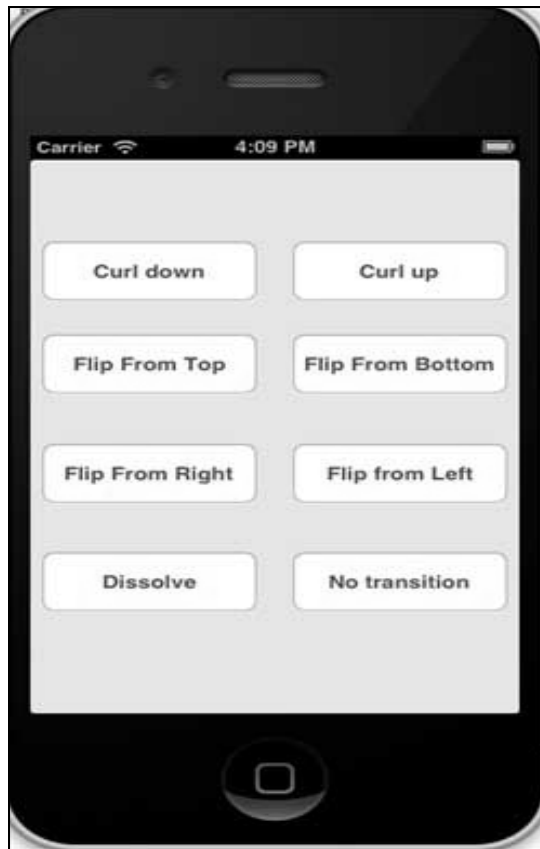 Carrier 4:09 PM
Curl down Curl up
Flip From Top Flip From Bottom
Flip From Right Flip from Left
Dissolve No transition